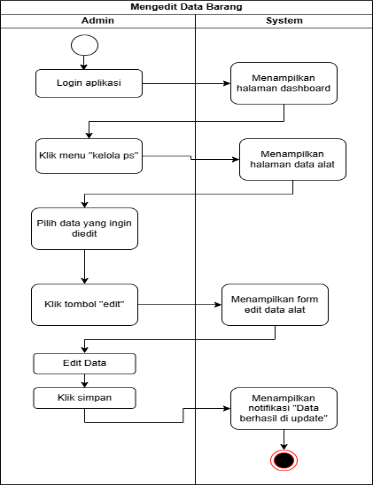 Mengedit Data Barang
Admin
System
Login aplikasi
Menampilkan
halaman dashboard
Klik menu "kelola ps"
Menampilkan
halaman data alat
Pilih data yang ingin
diedit
Klik tombol "edit"
Menampilkan form
edit data alat
Edit Data
Klik simpan
Menampilkan
notifikasi "Data
berhasil di update"